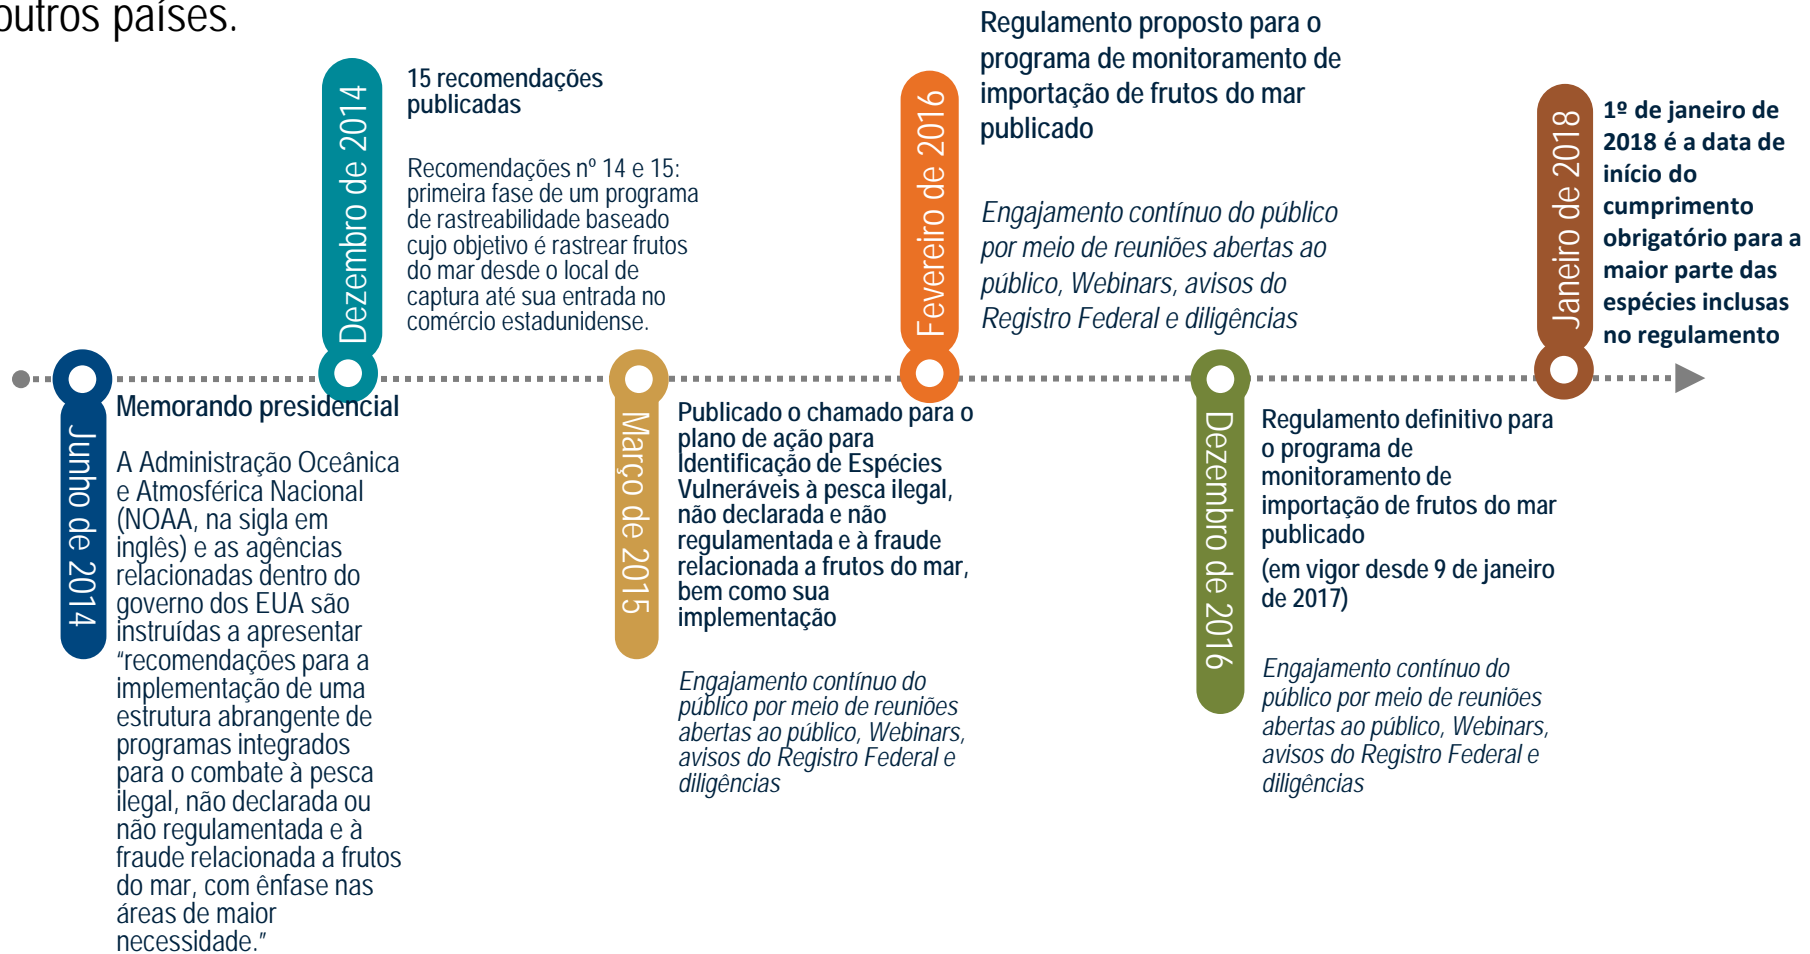 outros países.
Junho de 2014
Memorando presidencial
A Administração Oceânica
e Atmosférica Nacional
(NOAA, na sigla em
inglês) e as agências
relacionadas dentro do
governo dos EUA são
instruídas a apresentar
“recomendações para a
implementação de uma
estrutura abrangente de
programas integrados
para o combate à pesca
ilegal, não declarada ou
não regulamentada e à
fraude relacionada a frutos
do mar, com ênfase nas
áreas de maior
necessidade.”
Dezembro de 2014
15 recomendações
publicadas
Recomendações nº 14 e 15:
primeira fase de um programa
de rastreabilidade baseado
cujo objetivo é rastrear frutos
do mar desde o local de
captura até sua entrada no
comércio estadunidense.
Março de 2015
Publicado o chamado para o
plano de ação para
Identificação de Espécies
Vulneráveis à pesca ilegal,
não declarada e não
regulamentada e à fraude
relacionada a frutos do mar,
bem como sua
implementação
Engajamento contínuo do
público por meio de reuniões
abertas ao público, Webinars,
avisos do Registro Federal e
diligências
Fevereiro de 2016
Regulamento proposto para o
programa de monitoramento de
importação de frutos do mar
publicado
Engajamento contínuo do público
por meio de reuniões abertas ao
público, Webinars, avisos do
Registro Federal e diligências
Dezembro de 2016
Regulamento definitivo para
o programa de
monitoramento de
importação de frutos do mar
publicado
(em vigor desde 9 de janeiro
de 2017)
Engajamento contínuo do
público por meio de reuniões
abertas ao público, Webinars,
avisos do Registro Federal e
diligências
Janeiro de 2018
1º de janeiro de
2018 é a data de
início do
cumprimento
obrigatório para a
maior parte das
espécies inclusas
no regulamento